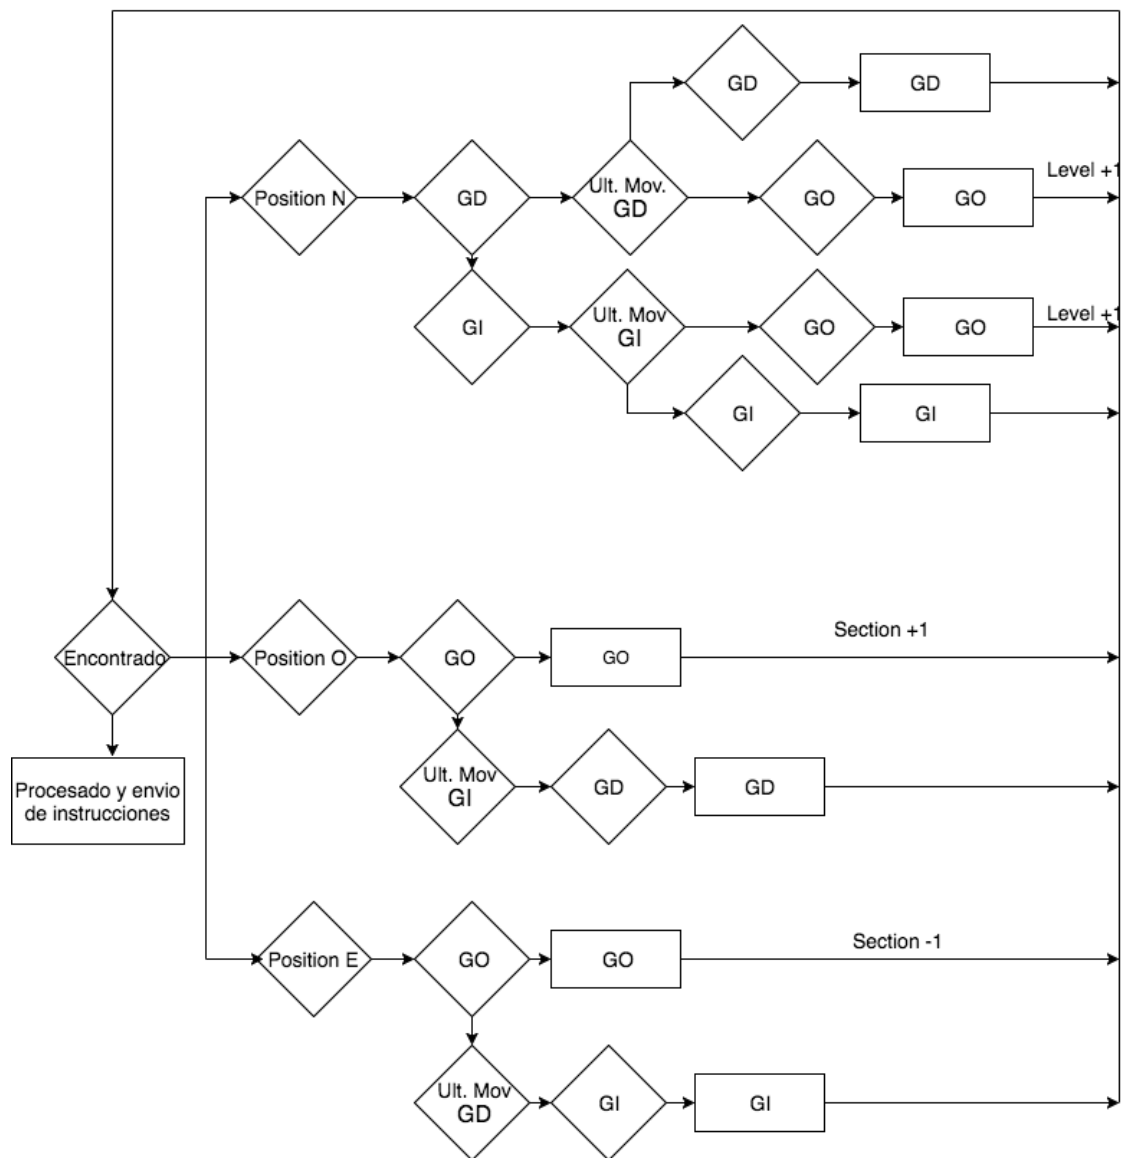 GD
GD
Position N
GD
Ult. Mov.
GD
GO
GO
Level +1
GI
Ult. Mov
GI
GO
GO
Level +1
GI
GI
Encontrado
Position O
GO
GO
Section +1
Procesado y envio
de instrucciones
Ult. Mov
GI
GD
GD
Position E
GO
GO
Section -1
Ult. Mov
GD
GI
GI